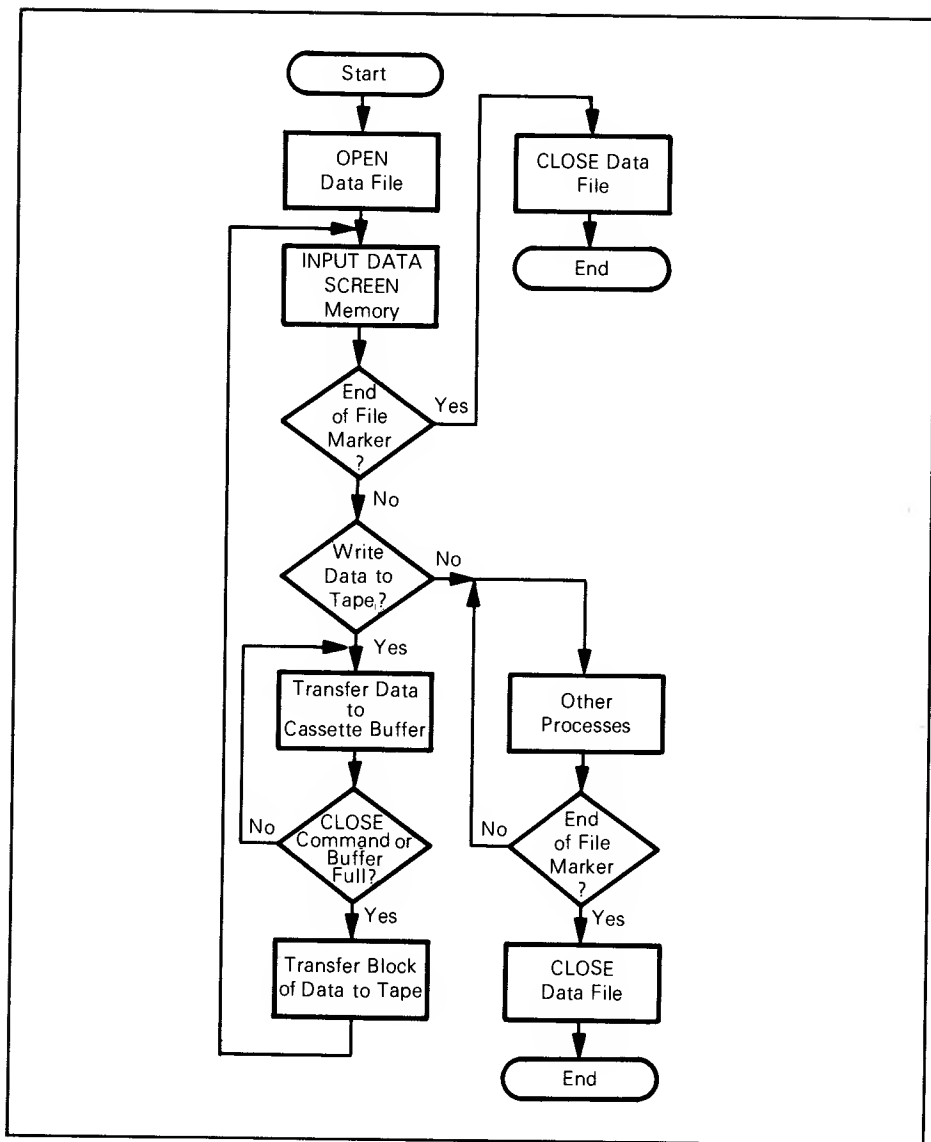 Start
OPEN
Data File
INPUT DATA
SCREEN
Memory
End
of File
Marker
?
Yes
CLOSE Data
File
End
No
Write
Data to
Tape?
No
Yes
Transfer Data
to
Cassette Buffer
No
CLOSE
Command or
Buffer
Full?
Yes
Transfer Block
of Data to Tape
Other
Processes
No
End
of File
Marker
?
Yes
CLOSE
Data File
End